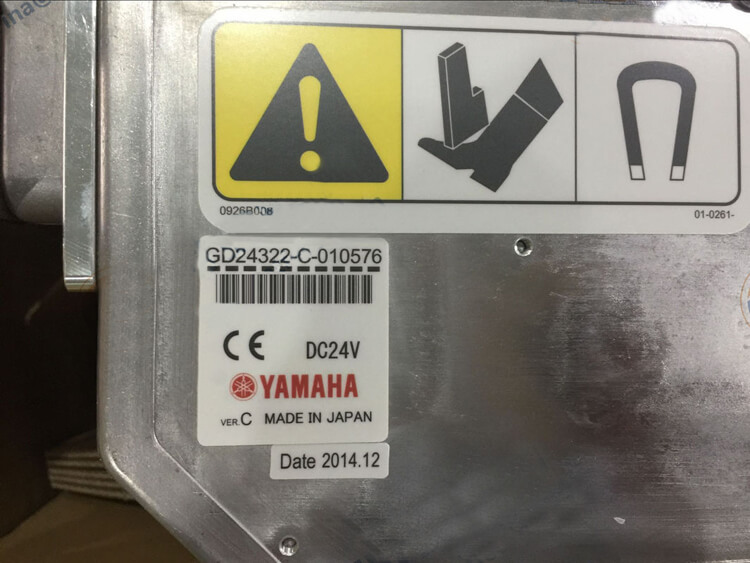 0926B008
01-0261-
GD24322-C-010576
CE DC24V
YAMAHA
VER.C MADE IN JAPAN
Date 2014.12